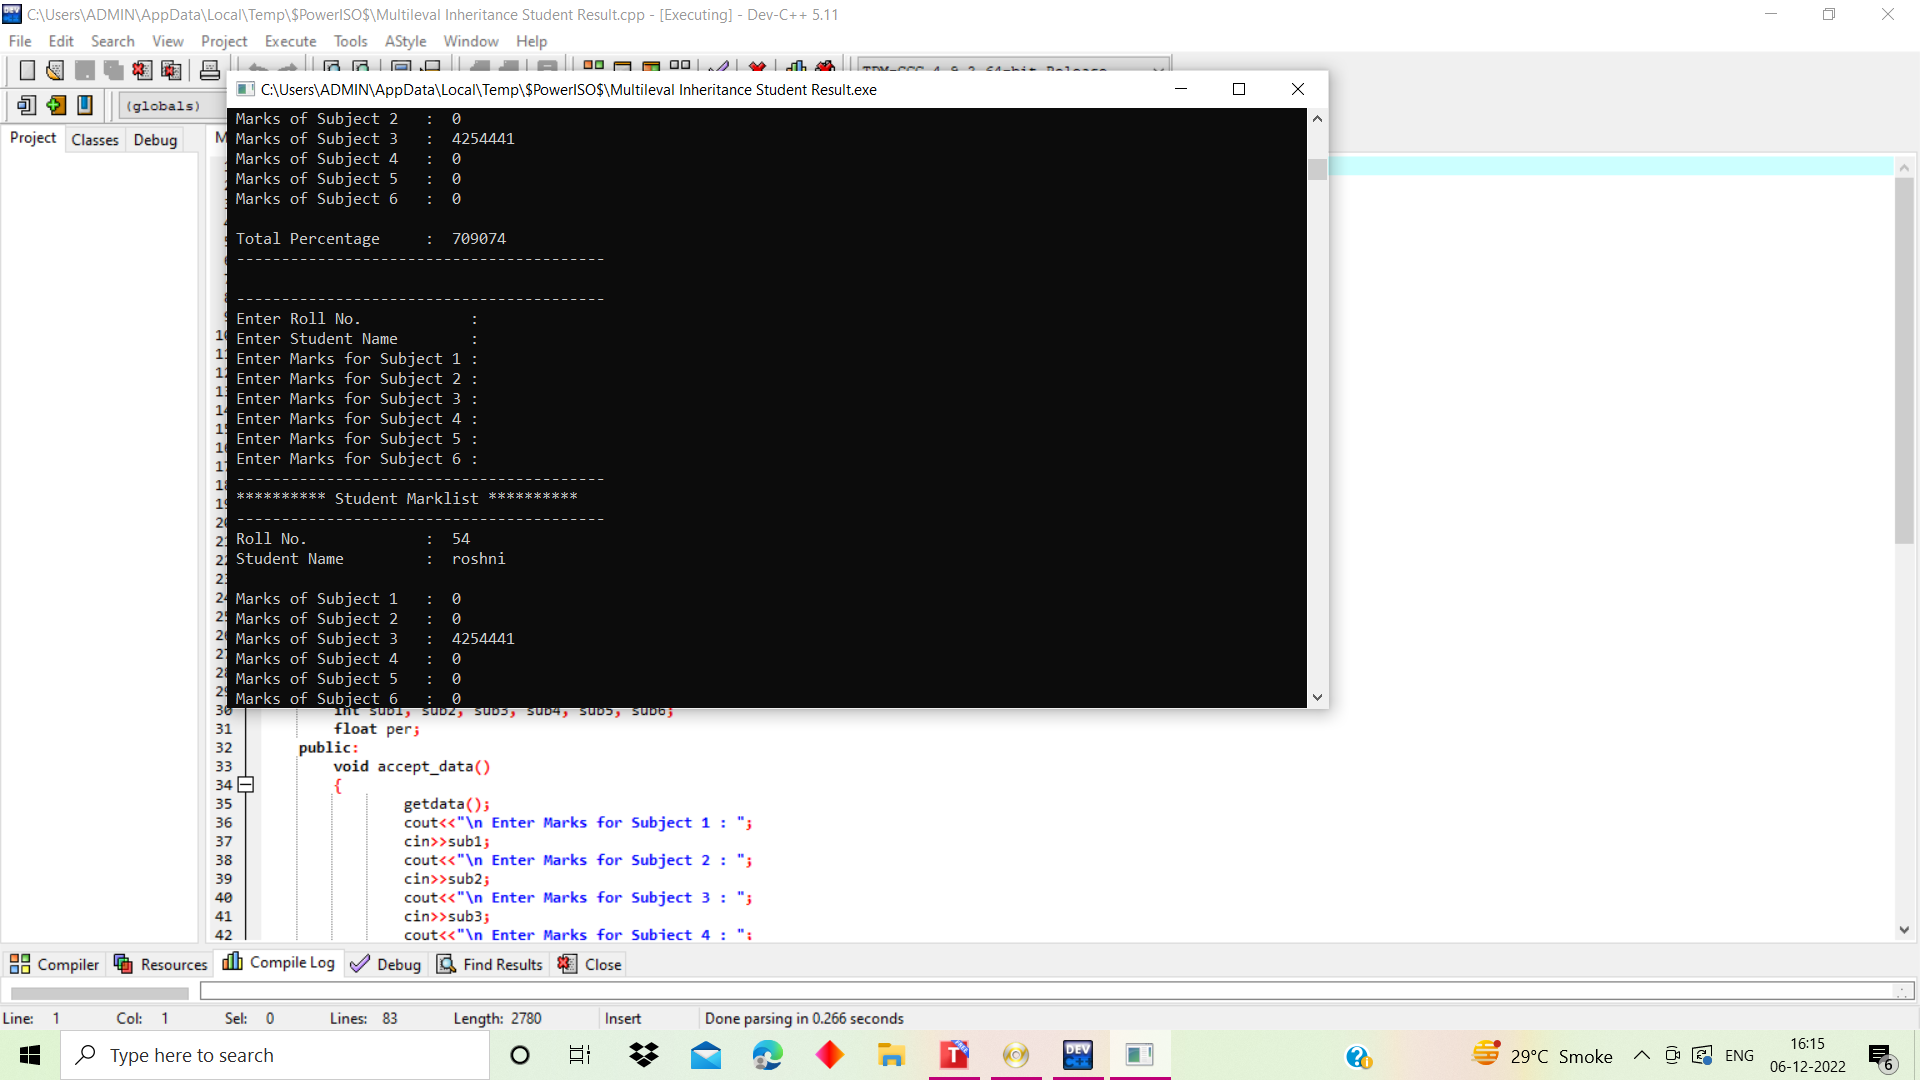 C:\Users\ADMIN\AppData\Local\Temp\$PowerISO$\Multileval Inheritance Student Result.cpp - [Executing] - Dev-C++ 5.11
File Edit Search View Project Execute Tools AStyle Window Help
(globals)
Project Classes Debug
C:\Users\ADMIN\AppData\Local\Temp\$PowerISO$\Multileval Inheritance Student Result.exe
Marks of Subject 2 : 0
Marks of Subject 3 : 4254441
Marks of Subject 4 : 0
Marks of Subject 5 : 0
Marks of Subject 6 : 0
Total Percentage : 709074
-----------------------------------------
-----------------------------------------
Enter Roll No. :
Enter Student Name :
Enter Marks for Subject 1 :
Enter Marks for Subject 2 :
Enter Marks for Subject 3 :
Enter Marks for Subject 4 :
Enter Marks for Subject 5 :
Enter Marks for Subject 6 :
-----------------------------------------
********** Student Marklist **********
-----------------------------------------
Roll No. : 54
Student Name : roshni
Marks of Subject 1 : 0
Marks of Subject 2 : 0
Marks of Subject 3 : 4254441
Marks of Subject 4 : 0
Marks of Subject 5 : 0
Marks of Subject 6 : 0
30 int sub1, sub2, sub3, sub4, sub5, sub6;
31 float per;
32 public:
33 void accept_data()
34 {
35 getdata();
36 cout<<"\n Enter Marks for Subject 1 : ";
37 cin>>sub1;
38 cout<<"\n Enter Marks for Subject 2 : ";
39 cin>>sub2;
40 cout<<"\n Enter Marks for Subject 3 : ";
41 cin>>sub3;
42 cout<<"\n Enter Marks for Subject 4 : ";
Compiler Resources Compile Log Debug Find Results Close
Line: 1 Col: 1 Sel: 0 Lines: 83 Length: 2780 Insert Done parsing in 0.266 seconds
Type here to search
DEV C++
29°C Smoke
ENG
16:15
06-12-2022
6